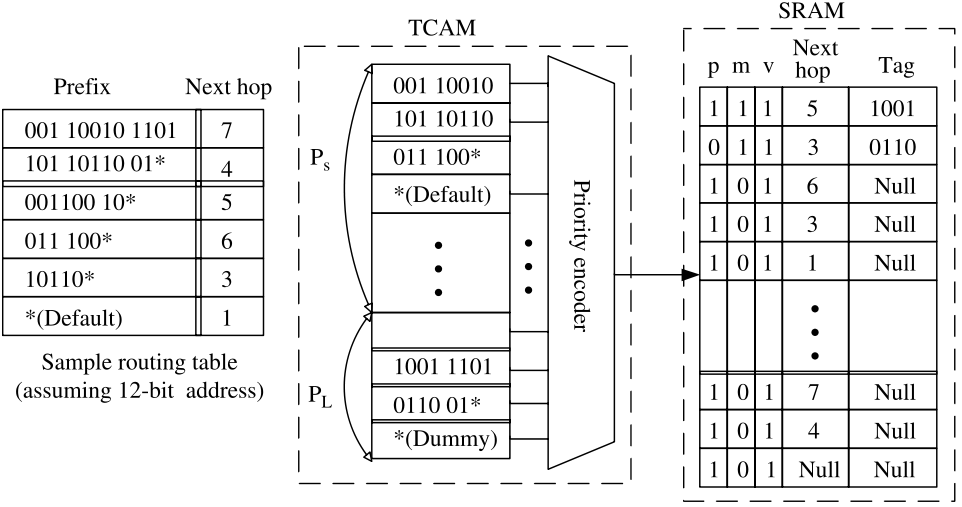 Prefix Next hop
001 10010 1101 7
101 10110 01* 4
001100 10* 5
011 100* 6
10110* 3
*(Default) 1
Sample routing table
(assuming 12-bit address)
TCAM
Ps
001 10010
101 10110
011 100*
*(Default)
PL
1001 1101
0110 01*
*(Dummy)
Priority encoder
SRAM
p m v Next hop Tag
1 1 1 5 1001
0 1 1 3 0110
1 0 1 6 Null
1 0 1 3 Null
1 0 1 1 Null
1 0 1 7 Null
1 0 1 4 Null
1 0 1 Null Null